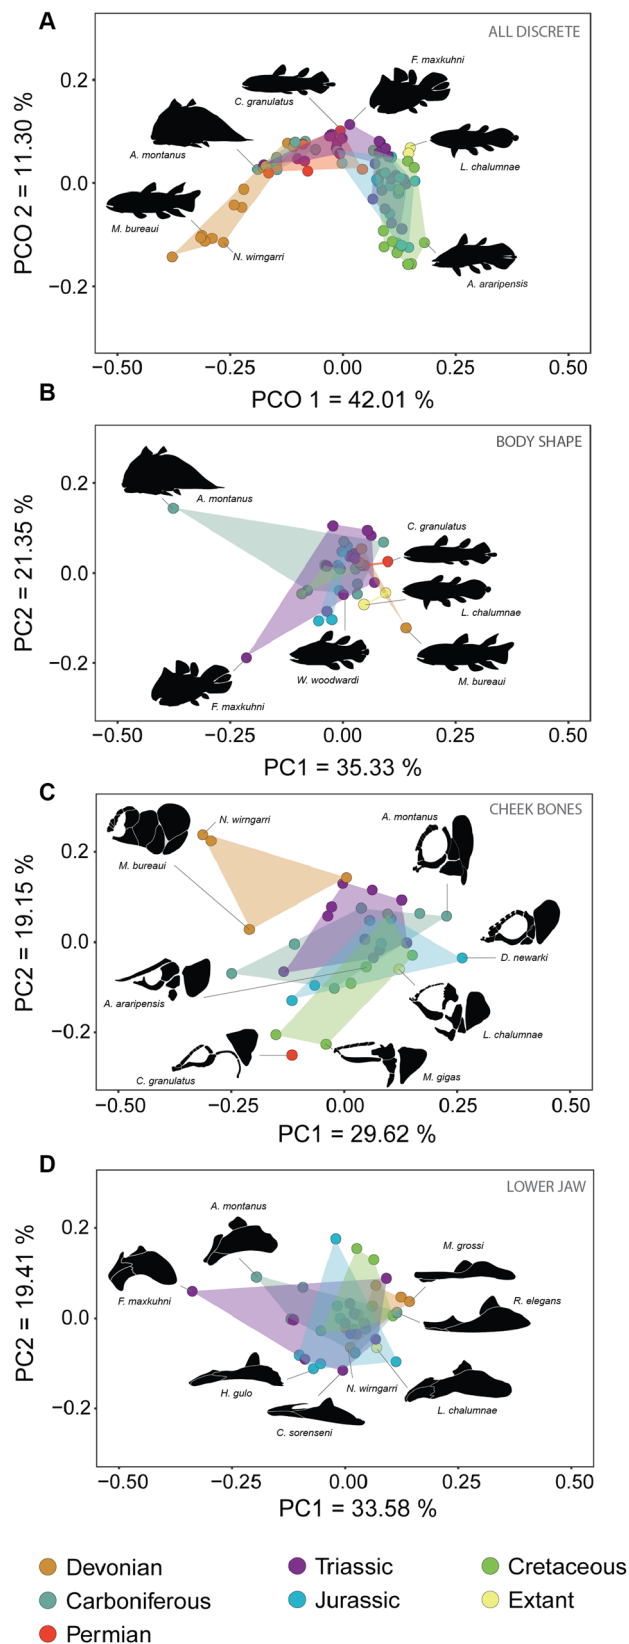 A
ALL DISCRETE
F. maxkuhni
C. granulatus
A. montanus
L. chalumnae
M. bureaui
N. wirngarri
A. araripensis
PCO 2 = 11.30 %
0.2
0.0
−0.2
−0.50
−0.25
0.00
0.25
0.50
PCO 1 = 42.01 %
B
BODY SHAPE
A. montanus
C. granulatus
L. chalumnae
W. woodwardi
M. bureaui
F. maxkuhni
PC2 = 21.35 %
0.2
0.0
−0.2
−0.50
−0.25
0.00
0.25
0.50
PC1 = 35.33 %
C
CHEEK BONES
N. wirngarri
A. montanus
M. bureaui
D. newarki
A. araripensis
L. chalumnae
C. granulatus
M. gigas
PC2 = 19.15 %
0.2
0.0
−0.2
−0.50
−0.25
0.00
0.25
0.50
PC1 = 29.62 %
D
LOWER JAW
A. montanus
M. grossi
F. maxkuhni
R. elegans
H. gulo
N. wirngarri
L. chalumnae
C. sorenseni
PC2 = 19.41 %
0.2
0.0
−0.2
−0.50
−0.25
0.00
0.25
0.50
PC1 = 33.58 %
Devonian
Triassic
Cretaceous
Carboniferous
Jurassic
Extant
Permian